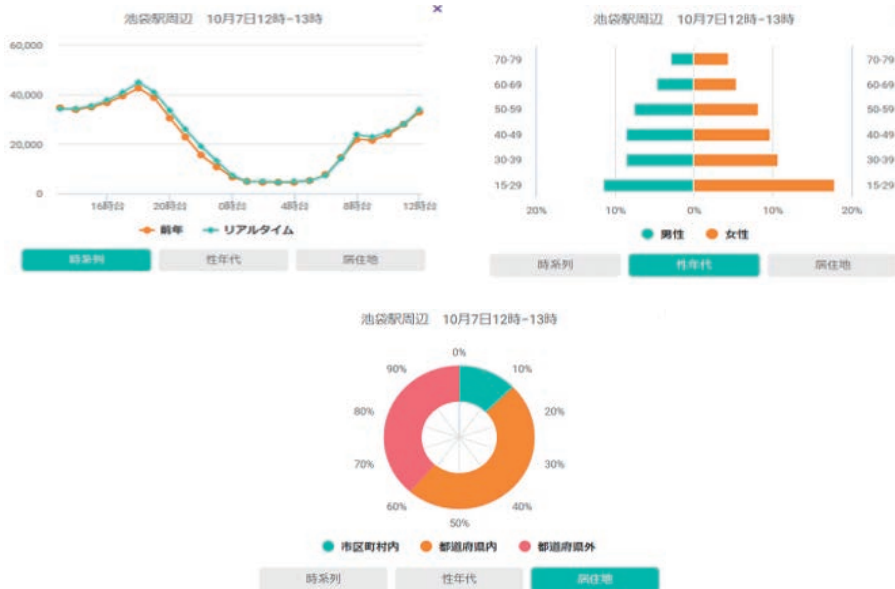 池袋駅周辺 10月7日12時-13時
60,000
40,000
20,000
0
16時台 20時台 0時台 4時台 8時台 12時台
前年 リアルタイム
時系列 性年代 居住地
×
池袋駅周辺 10月7日12時-13時
70-79 70-79
60-69 60-69
50-59 50-59
40-49 40-49
30-39 30-39
15-29 15-29
20% 10% 0% 10% 20%
男性 女性
時系列 性年代 居住地
池袋駅周辺 10月7日12時-13時
0%
90% 10%
80% 20%
70% 30%
60% 40%
50%
市区町村内 都道府県内 都道府県外
時系列 性年代 居住地